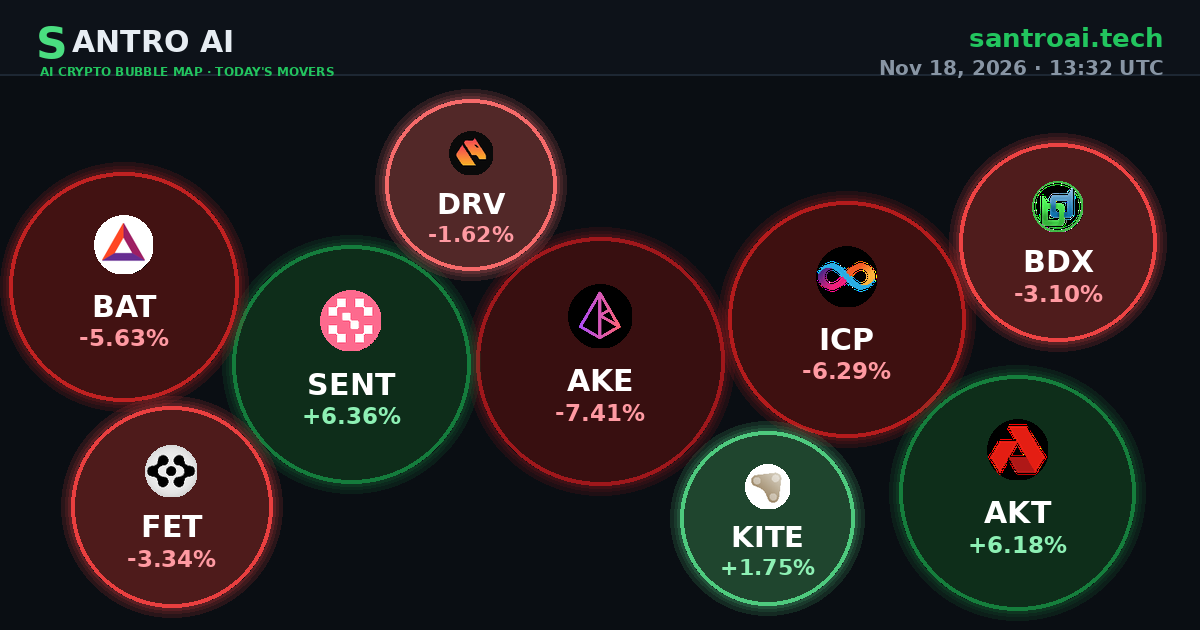 SANTRO AI
AI CRYPTO BUBBLE MAP · TODAY'S MOVERS
santroai.tech
Nov 18, 2026 · 13:32 UTC
DRV
-1.62%
BAT
-5.63%
SENT
+6.36%
AKE
-7.41%
ICP
-6.29%
BDX
-3.10%
FET
-3.34%
KITE
+1.75%
AKT
+6.18%